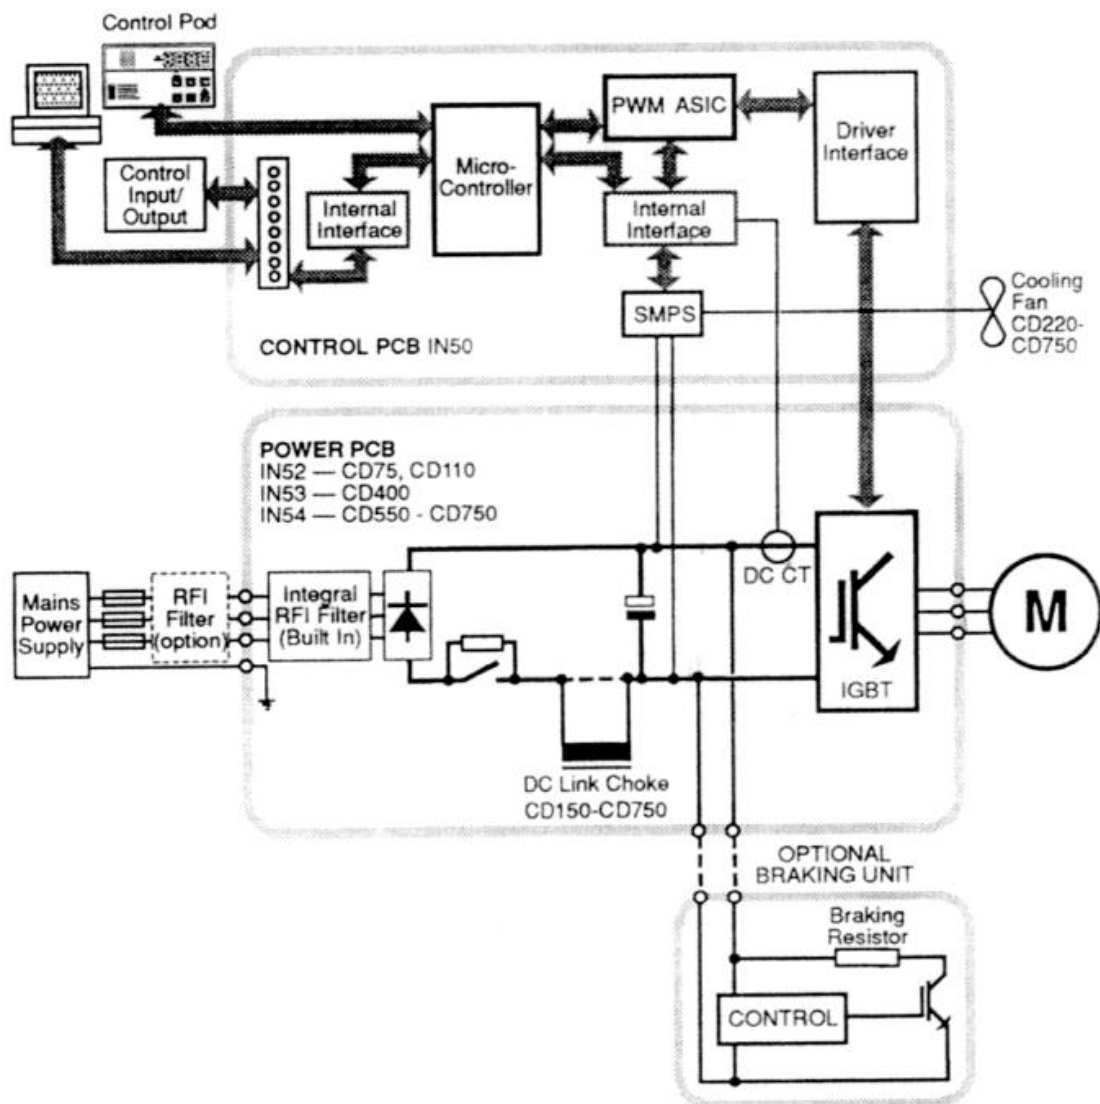 Control Pod
PWM ASIC
Driver
Interface
Micro-
Controller
Control
Input/
Output
Internal
Interface
Internal
Interface
SMPS
Cooling
Fan
CD220-
CD750
CONTROL PCB IN50
POWER PCB
IN52 — CD75, CD110
IN53 — CD400
IN54 — CD550 - CD750
DC CT
Mains
Power
Supply
RFI
Filter
(option)
Integral
RFI Filter
(Built In)
M
IGBT
DC Link Choke
CD150-CD750
OPTIONAL
BRAKING UNIT
Braking
Resistor
CONTROL